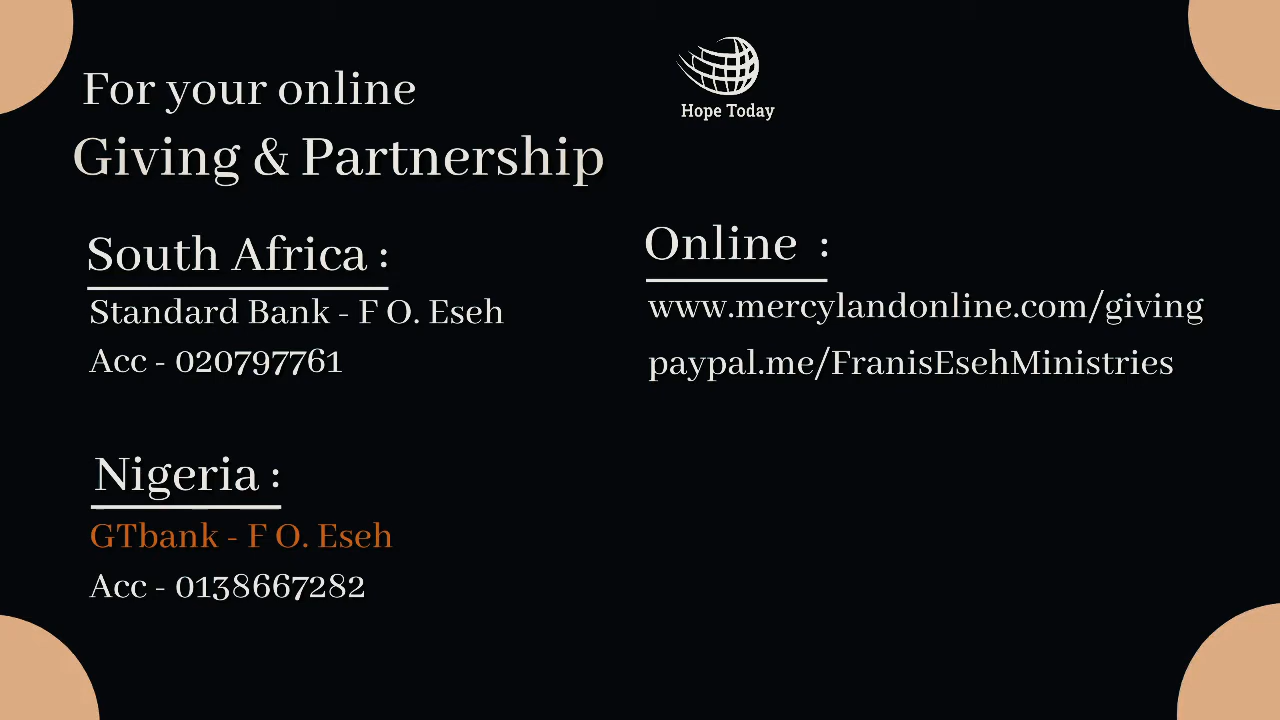 For your online
Giving & Partnership
Hope Today
South Africa :
Standard Bank - F O. Eseh
Acc - 020797761
Nigeria :
GTbank - F O. Eseh
Acc - 0138667282
Online :
www.mercylandonline.com/giving
paypal.me/FranisEsehMinistries